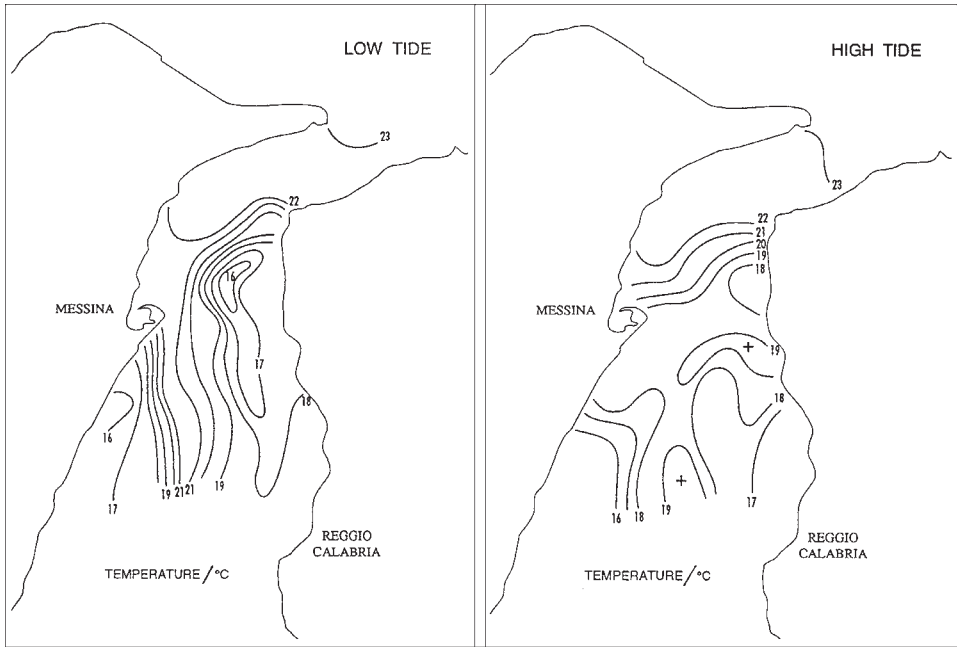 LOW TIDE
23
22
16
MESSINA
17
18
16
19
21
21
19
17
REGGIO
CALABRIA
TEMPERATURE/°C
HIGH TIDE
23
22
21
20
19
18
MESSINA
19
18
16
18
19
17
REGGIO
CALABRIA
TEMPERATURE/°C